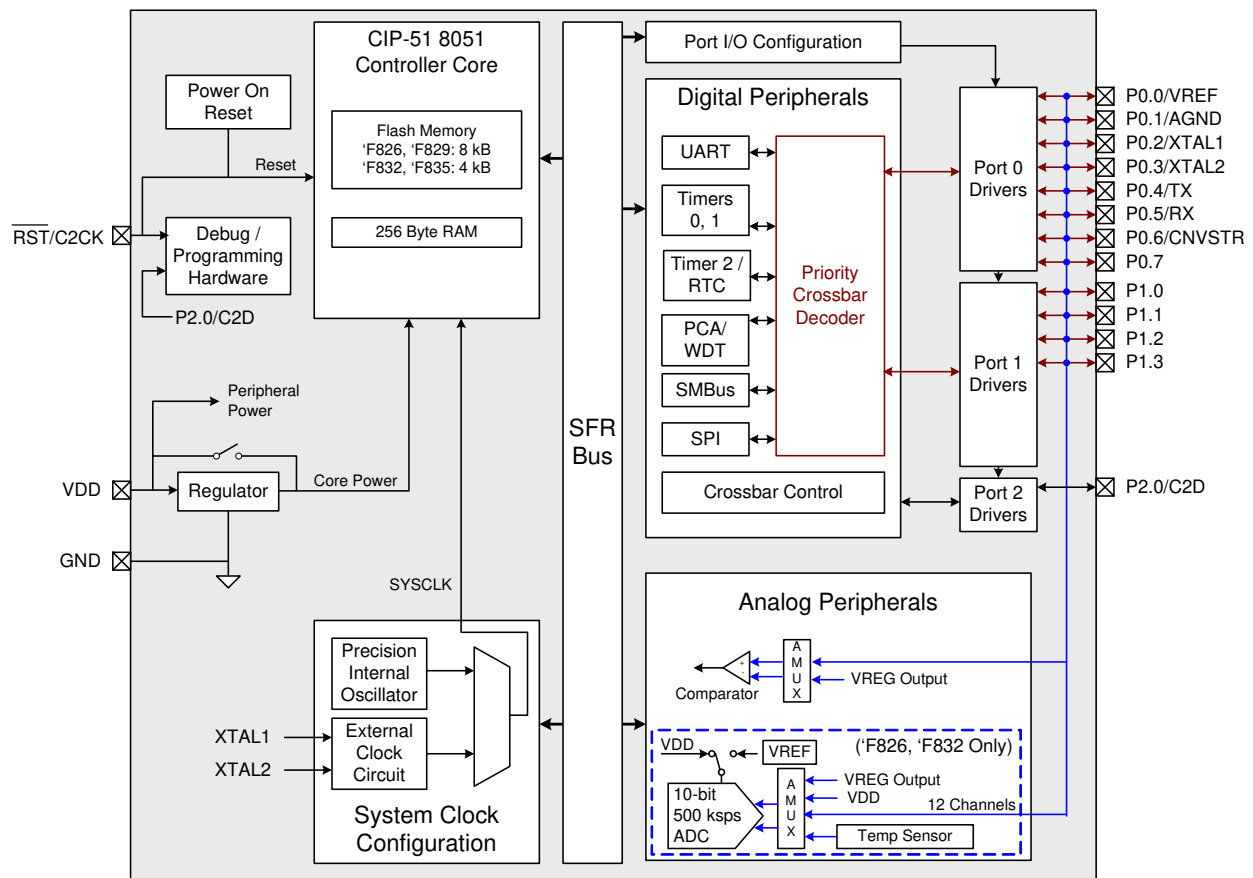 CIP-51 8051
Controller Core
Flash Memory
‘F826, ‘F829: 8 kB
‘F832, ‘F835: 4 kB
256 Byte RAM
Power On
Reset
Reset
RST/C2CK
Debug /
Programming
Hardware
P2.0/C2D
Peripheral
Power
VDD
Regulator
Core Power
GND
SYSCLK
Precision
Internal
Oscillator
XTAL1
XTAL2
External
Clock
Circuit
System Clock
Configuration
SFR
Bus
Port I/O Configuration
Digital Peripherals
UART
Timers
0, 1
Timer 2 /
RTC
PCA/
WDT
SMBus
SPI
Priority
Crossbar
Decoder
Crossbar Control
Port 0
Drivers
Port 1
Drivers
Port 2
Drivers
P0.0/VREF
P0.1/AGND
P0.2/XTAL1
P0.3/XTAL2
P0.4/TX
P0.5/RX
P0.6/CNVSTR
P0.7
P1.0
P1.1
P1.2
P1.3
P2.0/C2D
Analog Peripherals
+
-
Comparator
AMUX
VREG Output
(‘F826, ‘F832 Only)
VDD
VREF
10-bit
500 ksps
ADC
AMUX
VREG Output
VDD
12 Channels
Temp Sensor